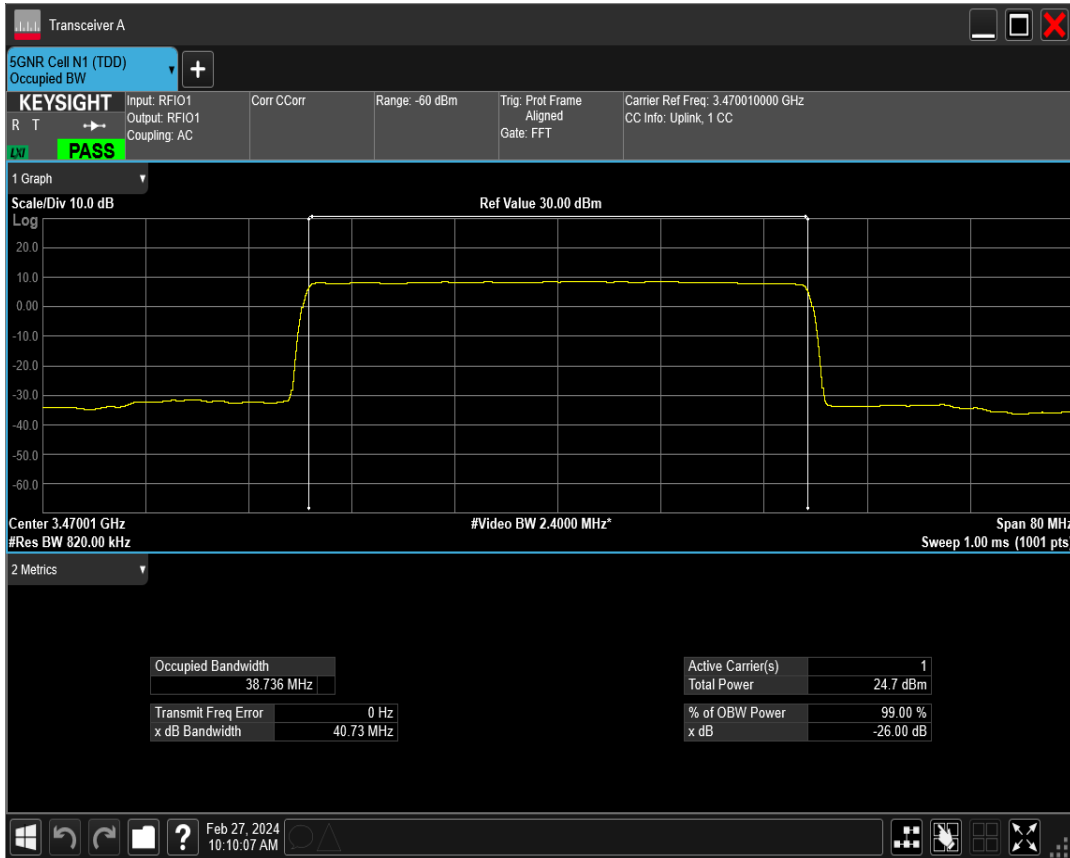 Transceiver A
5GNR Cell N1 (TDD)
Occupied BW
+
KEYSIGHT
R T
LXI
PASS
Input: RFIO1
Output: RFIO1
Coupling: AC
Corr CCorr
Range: -60 dBm
Trig: Prot Frame
Aligned
Gate: FFT
Carrier Ref Freq: 3.470010000 GHz
CC Info: Uplink, 1 CC
1 Graph
Scale/Div 10.0 dB
Ref Value 30.00 dBm
Log
20.0
10.0
0.00
-10.0
-20.0
-30.0
-40.0
-50.0
-60.0
Center 3.47001 GHz
#Video BW 2.4000 MHz*
Span 80 MHz
#Res BW 820.00 kHz
Sweep 1.00 ms (1001 pts)
2 Metrics
Occupied Bandwidth
38.736 MHz
Transmit Freq Error 0 Hz
x dB Bandwidth 40.73 MHz
Active Carrier(s) 1
Total Power 24.7 dBm
% of OBW Power 99.00 %
x dB -26.00 dB
?
Feb 27, 2024
10:10:07 AM